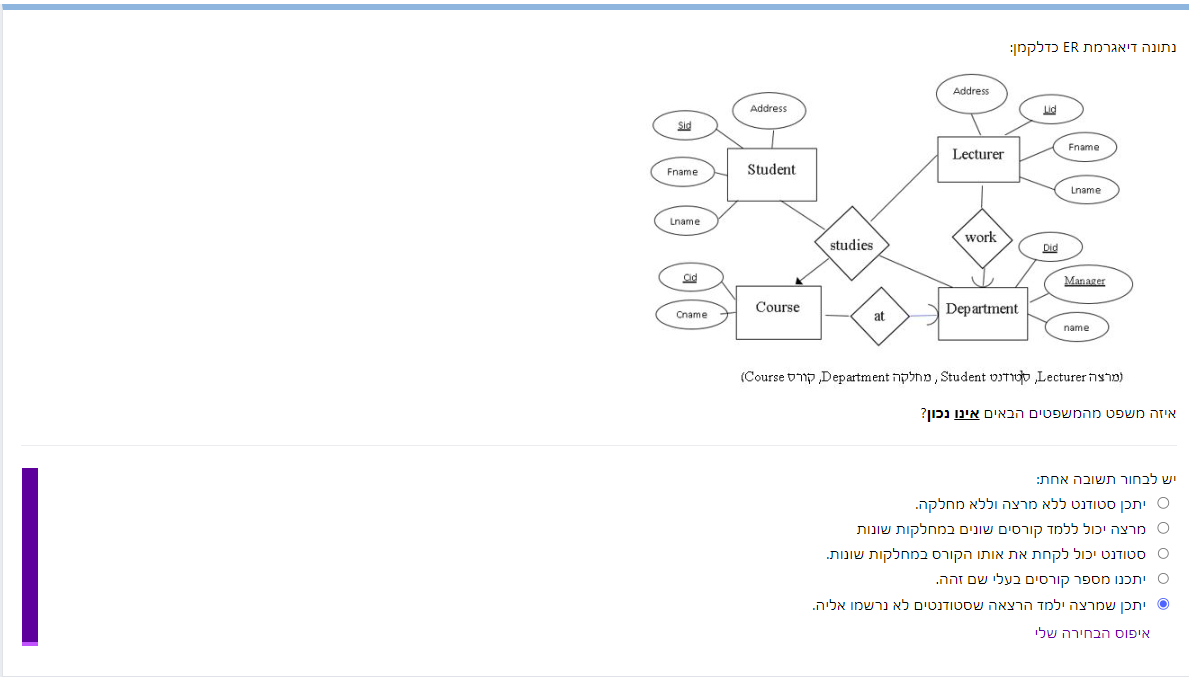 נתונה דיאגרמת ER כדלקמן:
Address
Address
Sid
Lid
Fname
Lecturer
Student
Fname
Lname
Lname
work
studies
Did
Cid
Manager
Cname
Course
at
Department
name
(מרצה Lecturer, סטודנט Student , מחלקה Department, קורס Course)
איזה משפט מהמשפטים הבאים אינו נכון?
יש לבחור תשובה אחת:
יתכן סטודנט ללא מרצה וללא מחלקה.
מרצה יכול ללמד קורסים שונים במחלקות שונות
סטודנט יכול לקחת את אותו הקורס במחלקות שונות.
יתכנו מספר קורסים בעלי שם זהה.
יתכן שמרצה ילמד הרצאה שסטודנטים לא נרשמו אליה.
איפוס הבחירה שלי